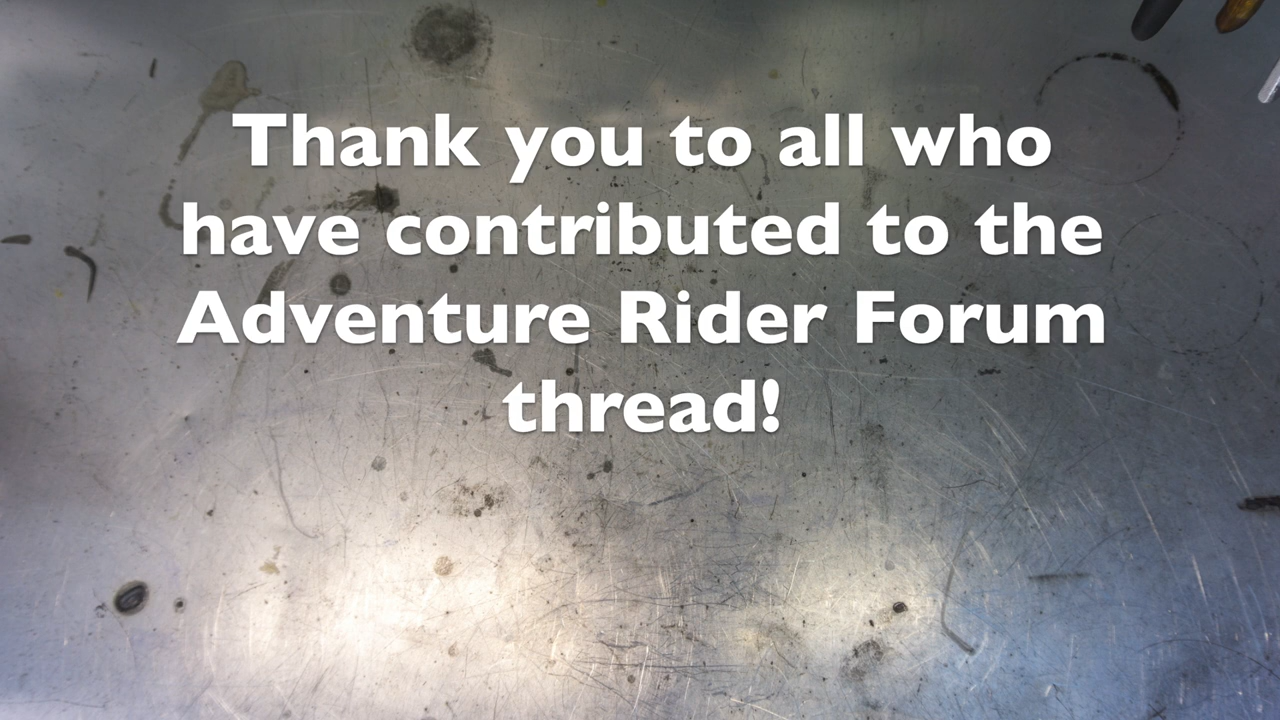 Thank you to all who
have contributed to the
Adventure Rider Forum
thread!